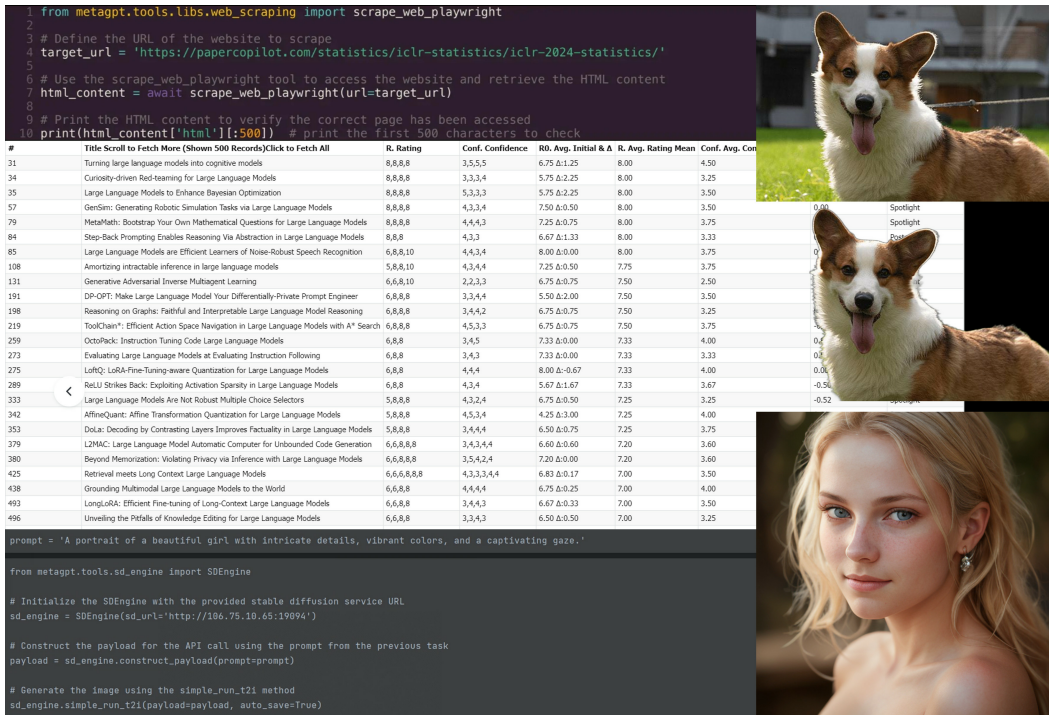 1 from metagpt.tools.libs.web_scraping import scrape_web_playwright
2
3 # Define the URL of the website to scrape
4 target_url = 'https://papercopilot.com/statistics/iclr-statistics/iclr-2024-statistics/'
5
6 # Use the scrape_web_playwright tool to access the website and retrieve the HTML content
7 html_content = await scrape_web_playwright(url=target_url)
8
9 # Print the HTML content to verify the correct page has been accessed
10 print(html_content['html'][:500]) # print the first 500 characters to check
# Title Scroll to Fetch More (Shown 500 Records)Click to Fetch All R. Rating Conf. Confidence R0. Avg. Initial & Δ R. Avg. Rating Mean Conf. Avg. Con
31 Turning large language models into cognitive models 8,8,8,8 3,5,5,5 6.75 Δ:1.25 8.00 4.50
34 Curiosity-driven Red-teaming for Large Language Models 8,8,8,8 3,3,3,4 5.75 Δ:2.25 8.00 3.25
35 Large Language Models to Enhance Bayesian Optimization 8,8,8,8 5,3,3,3 5.75 Δ:2.25 8.00 3.50
57 GenSim: Generating Robotic Simulation Tasks via Large Language Models 8,8,8,8 4,3,3,4 7.50 Δ:0.50 8.00 3.50 0.00 Spotlight
79 MetaMath: Bootstrap Your Own Mathematical Questions for Large Language Models 8,8,8,8 4,4,4,3 7.25 Δ:0.75 8.00 3.75 Spotlight
84 Step-Back Prompting Enables Reasoning Via Abstraction in Large Language Models 8,8,8 4,3,3 6.67 Δ:1.33 8.00 3.33
85 Large Language Models are Efficient Learners of Noise-Robust Speech Recognition 6,8,8,10 4,4,3,4 8.00 Δ:0.00 8.00 3.75
108 Amortizing intractable inference in large language models 5,8,8,10 4,3,4,4 7.25 Δ:0.50 7.75 3.75
131 Generative Adversarial Inverse Multiagent Learning 6,6,8,10 2,2,3,3 6.75 Δ:0.75 7.50 2.50
191 DP-OPT: Make Large Language Model Your Differentially-Private Prompt Engineer 6,8,8,8 3,3,4,4 5.50 Δ:2.00 7.50 3.50
198 Reasoning on Graphs: Faithful and Interpretable Large Language Model Reasoning 6,8,8,8 3,4,4,2 6.75 Δ:0.75 7.50 3.25
219 ToolChain*: Efficient Action Space Navigation in Large Language Models with A* Search 6,8,8,8 4,5,3,3 6.75 Δ:0.75 7.50 3.75
259 OctoPack: Instruction Tuning Code Large Language Models 6,8,8 3,4,5 7.33 Δ:0.00 7.33 4.00
273 Evaluating Large Language Models at Evaluating Instruction Following 6,8,8 3,4,3 7.33 Δ:0.00 7.33 3.33
275 LoftQ: LoRA-Fine-Tuning-aware Quantization for Large Language Models 6,8,8 4,4,4 8.00 Δ:-0.67 7.33 4.00
289 ReLU Strikes Back: Exploiting Activation Sparsity in Large Language Models 6,8,8 4,3,4 5.67 Δ:1.67 7.33 3.67
333 Large Language Models Are Not Robust Multiple Choice Selectors 5,8,8,8 4,3,2,4 6.75 Δ:0.50 7.25 3.25 -0.52 Spotlight
342 AffineQuant: Affine Transformation Quantization for Large Language Models 5,8,8,8 4,5,3,4 4.25 Δ:3.00 7.25 4.00
353 DoLa: Decoding by Contrasting Layers Improves Factuality in Large Language Models 5,8,8,8 3,4,4,4 6.50 Δ:0.75 7.25 3.75
379 L2MAC: Large Language Model Automatic Computer for Unbounded Code Generation 6,6,8,8,8 3,4,3,4,4 6.60 Δ:0.60 7.20 3.60
380 Beyond Memorization: Violating Privacy via Inference with Large Language Models 6,6,8,8,8 3,5,4,2,4 7.20 Δ:0.00 7.20 3.60
425 Retrieval meets Long Context Large Language Models 6,6,6,8,8,8 4,3,3,3,4,4 6.83 Δ:0.17 7.00 3.50
438 Grounding Multimodal Large Language Models to the World 6,6,8,8 4,4,4,4 6.75 Δ:0.25 7.00 4.00
493 LongLoRA: Efficient Fine-tuning of Long-Context Large Language Models 6,6,8,8 3,4,4,3 6.67 Δ:0.33 7.00 3.50
496 Unveiling the Pitfalls of Knowledge Editing for Large Language Models 6,6,8,8 3,3,4,3 6.50 Δ:0.50 7.00 3.25
prompt = 'A portrait of a beautiful girl with intricate details, vibrant colors, and a captivating gaze.'
from metagpt.tools.sd_engine import SDEngine
# Initialize the SDEngine with the provided stable diffusion service URL
sd_engine = SDEngine(sd_url='http://106.75.10.65:19094')
# Construct the payload for the API call using the prompt from the previous task
payload = sd_engine.construct_payload(prompt=prompt)
# Generate the image using the simple_run_t2i method
sd_engine.simple_run_t2i(payload=payload, auto_save=True)